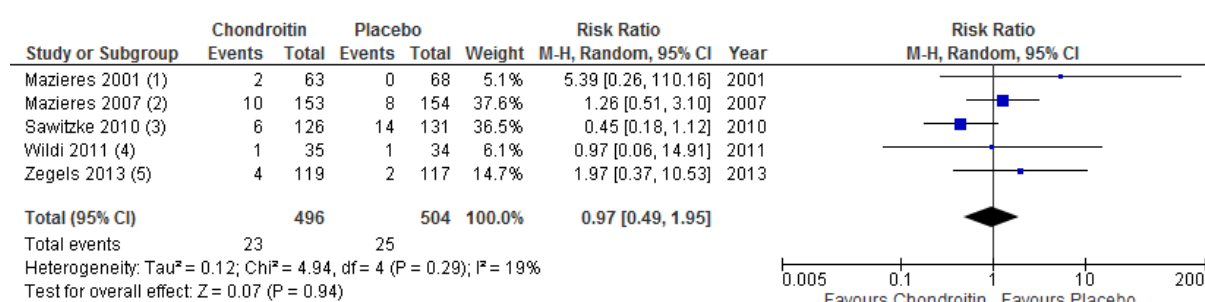 Chondroitin Placebo Risk Ratio Risk Ratio
Study or Subgroup Events Total Events Total Weight M-H, Random, 95% CI Year M-H, Random, 95% CI
Mazieres 2001 (1) 2 63 0 68 5.1% 5.39 [0.26, 110.16] 2001
Mazieres 2007 (2) 10 153 8 154 37.6% 1.26 [0.51, 3.10] 2007
Sawitzke 2010 (3) 6 126 14 131 36.5% 0.45 [0.18, 1.12] 2010
Wildi 2011 (4) 1 35 1 34 6.1% 0.97 [0.06, 14.91] 2011
Zegels 2013 (5) 4 119 2 117 14.7% 1.97 [0.37, 10.53] 2013
Total (95% CI) 496 504 100.0% 0.97 [0.49, 1.95]
Total events 23 25
Heterogeneity: Tau² = 0.12; Chi² = 4.94, df = 4 (P = 0.29); I² = 19%
Test for overall effect: Z = 0.07 (P = 0.94)
0.005 0.1 1 10 200
Favours Chondroitin Favours Placebo